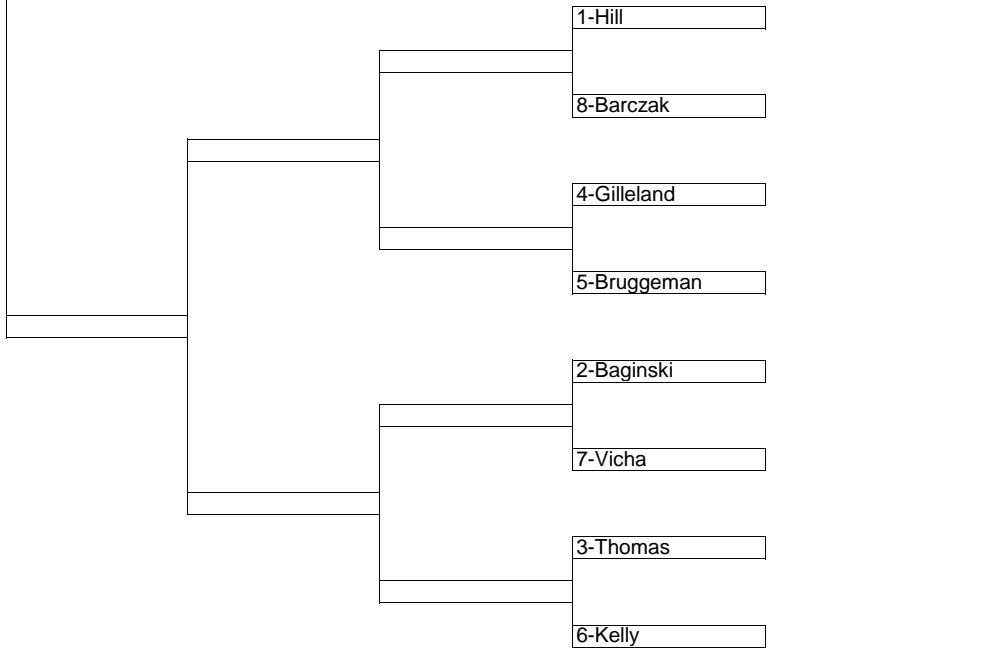 1-Hill
8-Barczak
4-Gilleland
5-Bruggeman
2-Baginski
7-Vicha
3-Thomas
6-Kelly